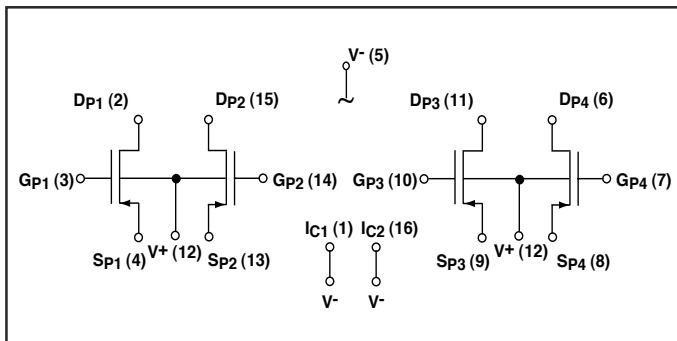 V- (5)
DP1 (2) DP2 (15) DP3 (11) DP4 (6)
~
GP1 (3) GP2 (14) GP3 (10) GP4 (7)
IC1 (1) IC2 (16)
SP1 (4) V+ (12) SP2 (13) SP3 (9) V+ (12) SP4 (8)
V- V-